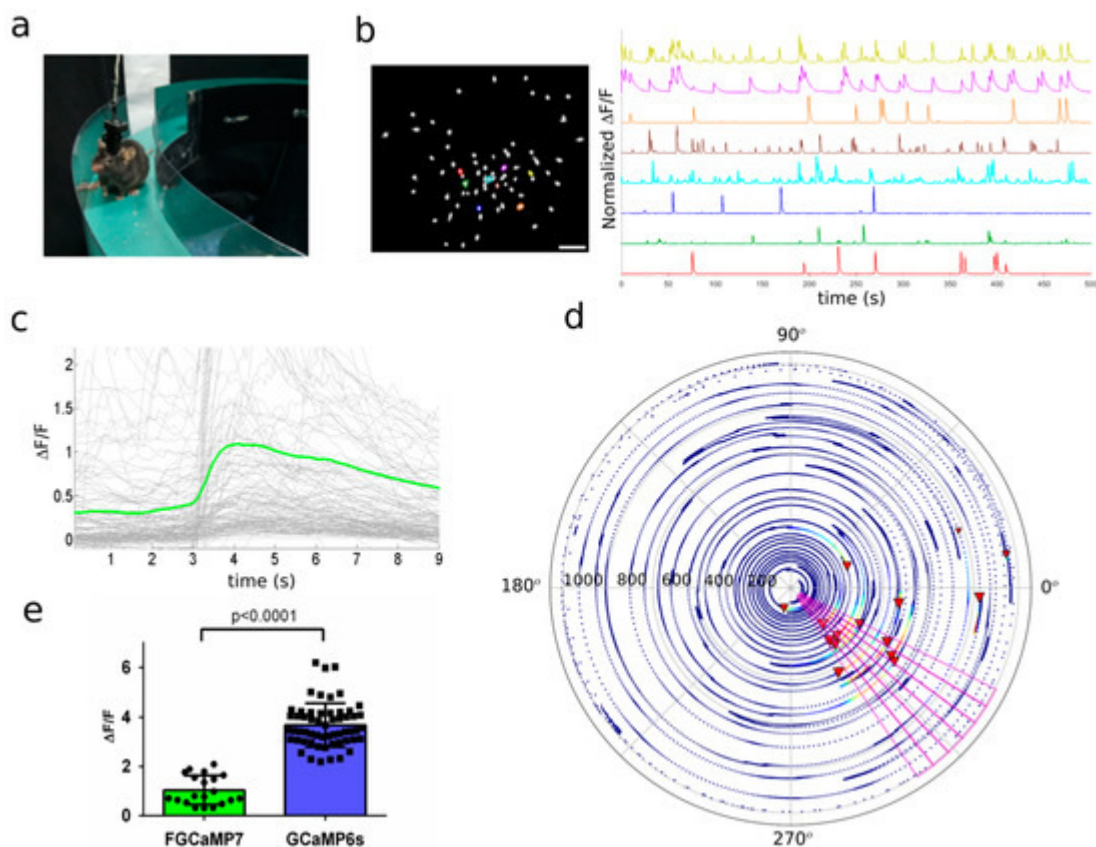 a
b
Normalized ΔF/F
0 50 100 150 200 250 300 350 400 450 500
time (s)
c
2
1.5
ΔF/F
1
0.5
0
1 2 3 4 5 6 7 8 9
time (s)
d
90°
180°
1000 800 600 400 200
0°
270°
e
p<0.0001
6
4
ΔF/F
2
0
FGCaMP7 GCaMP6s